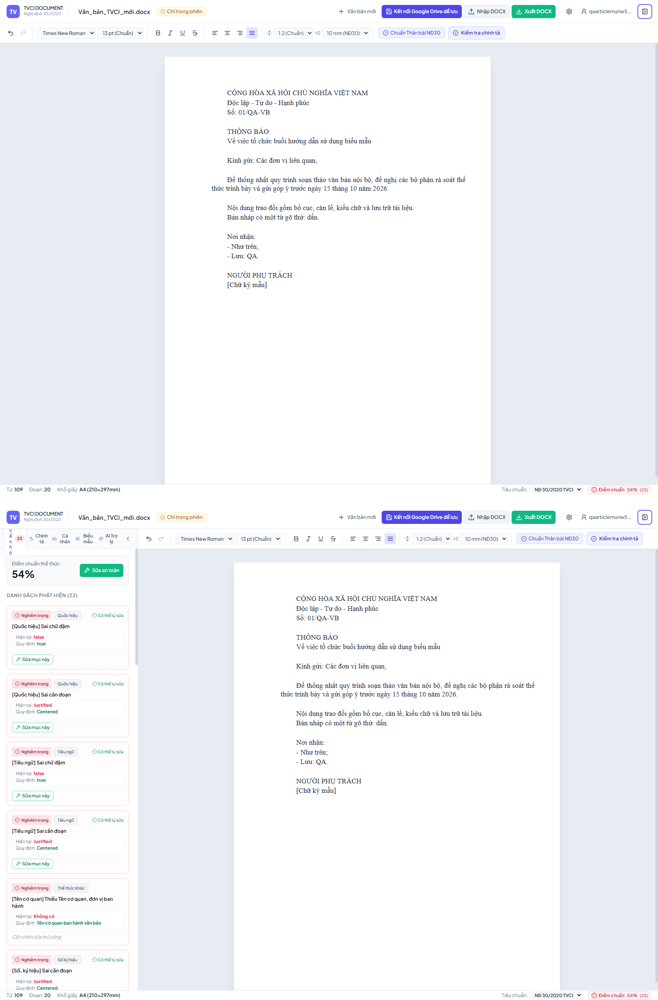 TV
TVCI DOCUMENT
Nghị định 30/2020
Văn_bản_TVCI_mới.docx
Chỉ trong phiên
Văn bản mới
Kết nối Google Drive để lưu
Nhập DOCX
Xuất DOCX
qaarticlemuriw5...
Times New Roman
13 pt (Chuẩn)
B I U S
1.2 (Chuẩn)
10 mm (NĐ30)
Chuẩn Thân bài NĐ30
Kiểm tra chính tả
CỘNG HÒA XÃ HỘI CHỦ NGHĨA VIỆT NAM
Độc lập - Tự do - Hạnh phúc
Số: 01/QA-VB
THÔNG BÁO
Về việc tổ chức buổi hướng dẫn sử dụng biểu mẫu
Kính gửi: Các đơn vị liên quan,
Để thống nhất quy trình soạn thảo văn bản nội bộ, đề nghị các bộ phận rà soát thể
thức trình bày và gửi góp ý trước ngày 15 tháng 10 năm 2026.
Nội dung trao đổi gồm bố cục, căn lề, kiểu chữ và lưu trữ tài liệu.
Bản nháp có một từ gõ thử: dẩn.
Nơi nhận:
- Như trên;
- Lưu: QA.
NGƯỜI PHỤ TRÁCH
[Chữ ký mẫu]
Từ: 109
Đoạn: 20
Khổ giấy: A4 (210×297mm)
Tiêu chuẩn: NĐ 30/2020 TVCI
Điểm chuẩn: 54% (23)
TV
TVCI DOCUMENT
Nghị định 30/2020
Văn_bản_TVCI_mới.docx
Chỉ trong phiên
Văn bản mới
Kết nối Google Drive để lưu
Nhập DOCX
Xuất DOCX
qaarticlemuriw5...
u
ẩ
n
h
ó
23
Chính
tả
Cá
nhân
Biểu
mẫu
AI Trợ
lý
Times New Roman
13 pt (Chuẩn)
B I U S
1.2 (Chuẩn)
10 mm (NĐ30)
Chuẩn Thân bài NĐ30
Kiểm tra chính tả
Điểm chuẩn thể thức
54%
Sửa an toàn
DANH SÁCH PHÁT HIỆN (23)
Nghiêm trọng
Quốc hiệu
Có thể tự sửa
[Quốc hiệu] Sai chữ đậm
Hiện tại: false
Quy định: true
Sửa mục này
Nghiêm trọng
Quốc hiệu
Có thể tự sửa
[Quốc hiệu] Sai căn đoạn
Hiện tại: Justified
Quy định: Centered
Sửa mục này
Nghiêm trọng
Tiêu ngữ
Có thể tự sửa
[Tiêu ngữ] Sai chữ đậm
Hiện tại: false
Quy định: true
Sửa mục này
Nghiêm trọng
Tiêu ngữ
Có thể tự sửa
[Tiêu ngữ] Sai căn đoạn
Hiện tại: Justified
Quy định: Centered
Sửa mục này
Nghiêm trọng
Thể thức khác
[Tên cơ quan] Thiếu Tên cơ quan, đơn vị ban
hành
Hiện tại: Không có
Quy định: Tên cơ quan ban hành văn bản
Cần chỉnh sửa thủ công
Nghiêm trọng
Số ký hiệu
Có thể tự sửa
[Số, ký hiệu] Sai căn đoạn
Hiện tại: Justified
Quy định: Centered
CỘNG HÒA XÃ HỘI CHỦ NGHĨA VIỆT NAM
Độc lập - Tự do - Hạnh phúc
Số: 01/QA-VB
THÔNG BÁO
Về việc tổ chức buổi hướng dẫn sử dụng biểu mẫu
Kính gửi: Các đơn vị liên quan,
Để thống nhất quy trình soạn thảo văn bản nội bộ, đề nghị các bộ phận rà soát thể
thức trình bày và gửi góp ý trước ngày 15 tháng 10 năm 2026.
Nội dung trao đổi gồm bố cục, căn lề, kiểu chữ và lưu trữ tài liệu.
Bản nháp có một từ gõ thử: dẩn.
Nơi nhận:
- Như trên;
- Lưu: QA.
NGƯỜI PHỤ TRÁCH
[Chữ ký mẫu]
Từ: 109
Đoạn: 20
Khổ giấy: A4 (210×297mm)
Tiêu chuẩn: NĐ 30/2020 TVCI
Điểm chuẩn: 54% (23)